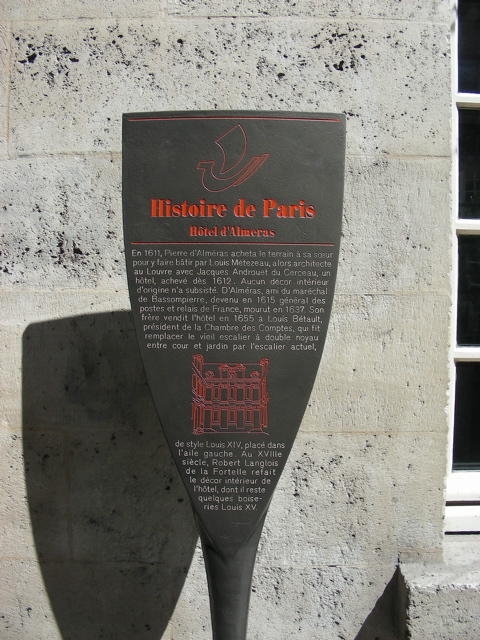 Histoire de Paris
Hôtel d'Almeras
En 1611, Pierre d'Alméras acheta le terrain à sa sœur
pour y faire bâtir par Louis Métezeau, alors architecte
au Louvre avec Jacques Androuet du Cerceau, un
hôtel, achevé dès 1612. Aucun décor intérieur
d'origine n'a subsisté. D'Alméras, ami du maréchal
de Bassompierre, devenu en 1615 général des
postes et relais de France, mourut en 1637. Son
frère vendit l'hôtel en 1655 à Louis Bétault,
président de la Chambre des Comptes, qui fit
remplacer le vieil escalier à double noyau
entre cour et jardin par l'escalier actuel,
de style Louis XIV, placé dans
l'aile gauche. Au XVIIIe
siècle, Robert Langlois
de la Fortelle refait
le décor intérieur de
l'hôtel, dont il reste
quelques boise-
ries Louis XV.